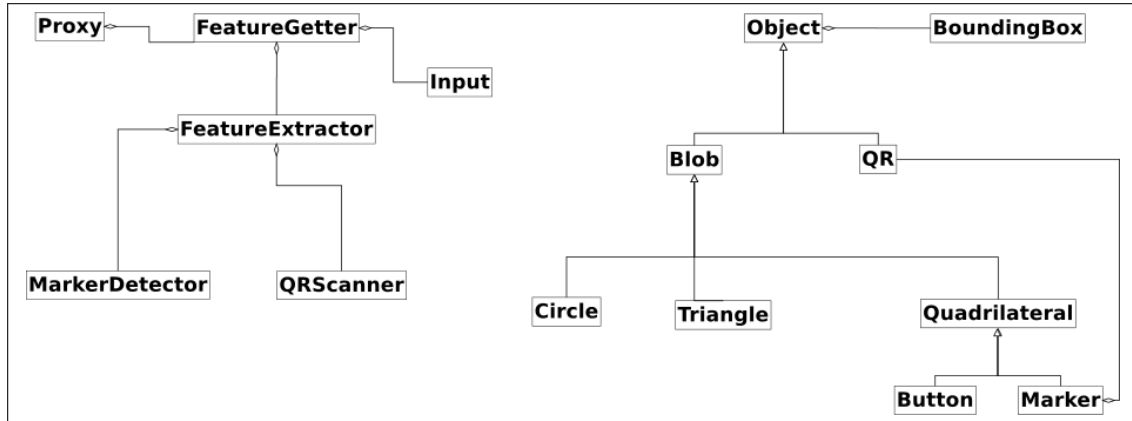 Proxy
FeatureGetter
Object
BoundingBox
Input
FeatureExtractor
Blob
QR
MarkerDetector
QRScanner
Circle
Triangle
Quadrilateral
Button
Marker